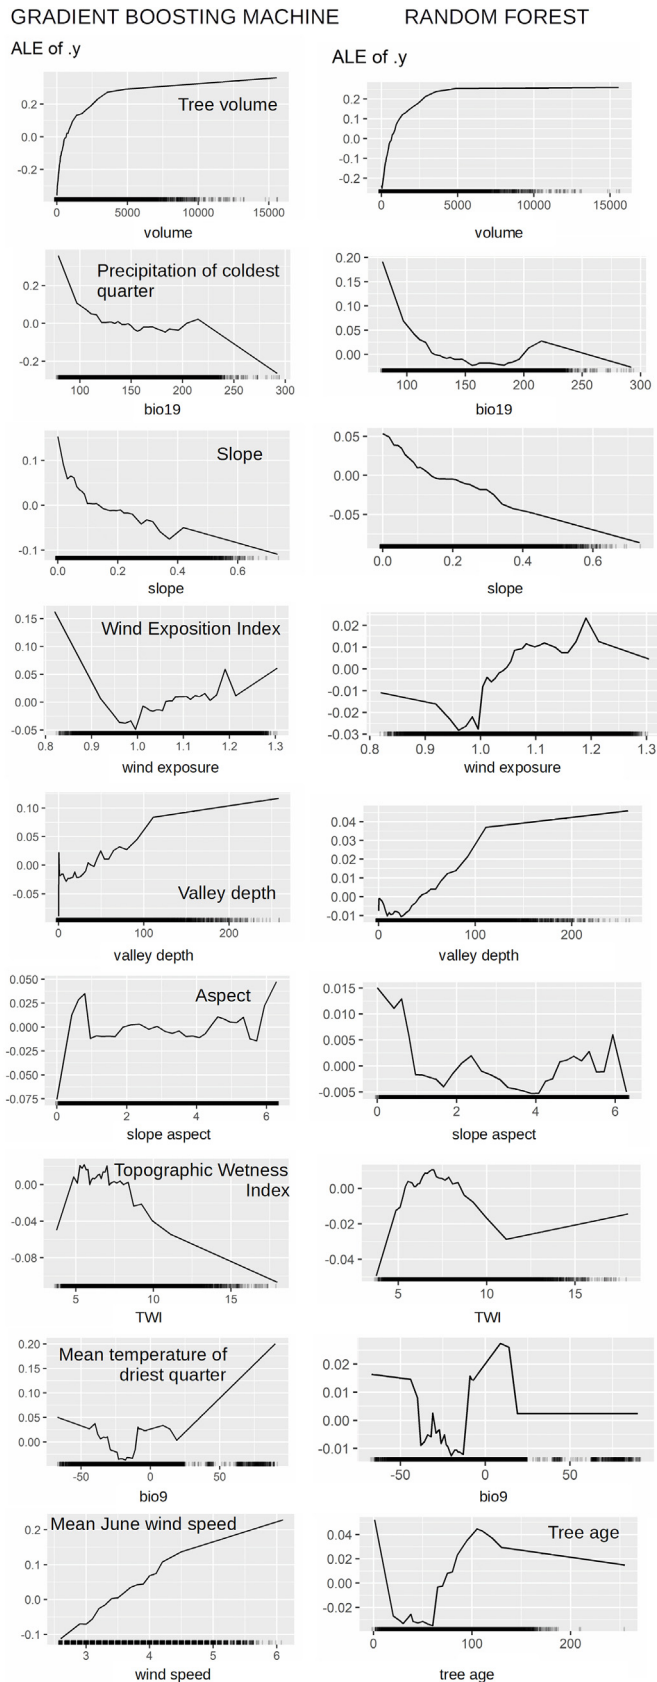 GRADIENT BOOSTING MACHINE RANDOM FOREST
ALE of .y ALE of .y
Tree volume
0.2
0.0
-0.2
0 5000 10000 15000
volume
0.2
0.1
0.0
-0.1
-0.2
0 5000 10000 15000
volume
Precipitation of coldest
quarter
0.2
0.0
-0.2
100 150 200 250 300
bio19
0.20
0.15
0.10
0.05
0.00
100 150 200 250 300
bio19
Slope
0.1
0.0
-0.1
0.0 0.2 0.4 0.6
slope
0.05
0.00
-0.05
0.0 0.2 0.4 0.6
slope
Wind Exposition Index
0.15
0.10
0.05
0.00
-0.05
0.8 0.9 1.0 1.1 1.2 1.3
wind exposure
0.02
0.01
0.00
-0.01
-0.02
-0.03
0.8 0.9 1.0 1.1 1.2 1.3
wind exposure
0.10
0.05
0.00
-0.05
Valley depth
0 100 200
valley depth
0.04
0.03
0.02
0.01
0.00
-0.01
0 100 200
valley depth
Aspect
0.050
0.025
0.000
-0.025
-0.050
-0.075
0 2 4 6
slope aspect
0.015
0.010
0.005
0.000
-0.005
0 2 4 6
slope aspect
Topographic Wetness
Index
0.00
-0.04
-0.08
5 10 15
TWI
0.00
-0.02
-0.04
5 10 15
TWI
Mean temperature of
driest quarter
0.20
0.15
0.10
0.05
0.00
-50 0 50
bio9
0.02
0.01
0.00
-0.01
-50 0 50
bio9
Mean June wind speed
0.2
0.1
0.0
-0.1
3 4 5 6
wind speed
Tree age
0.04
0.02
0.00
-0.02
0 100 200
tree age